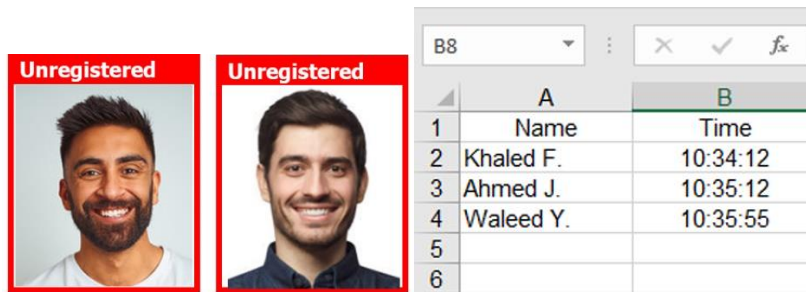 Unregistered
Unregistered
B8 fx
A B
1 Name Time
2 Khaled F. 10:34:12
3 Ahmed J. 10:35:12
4 Waleed Y. 10:35:55
5
6